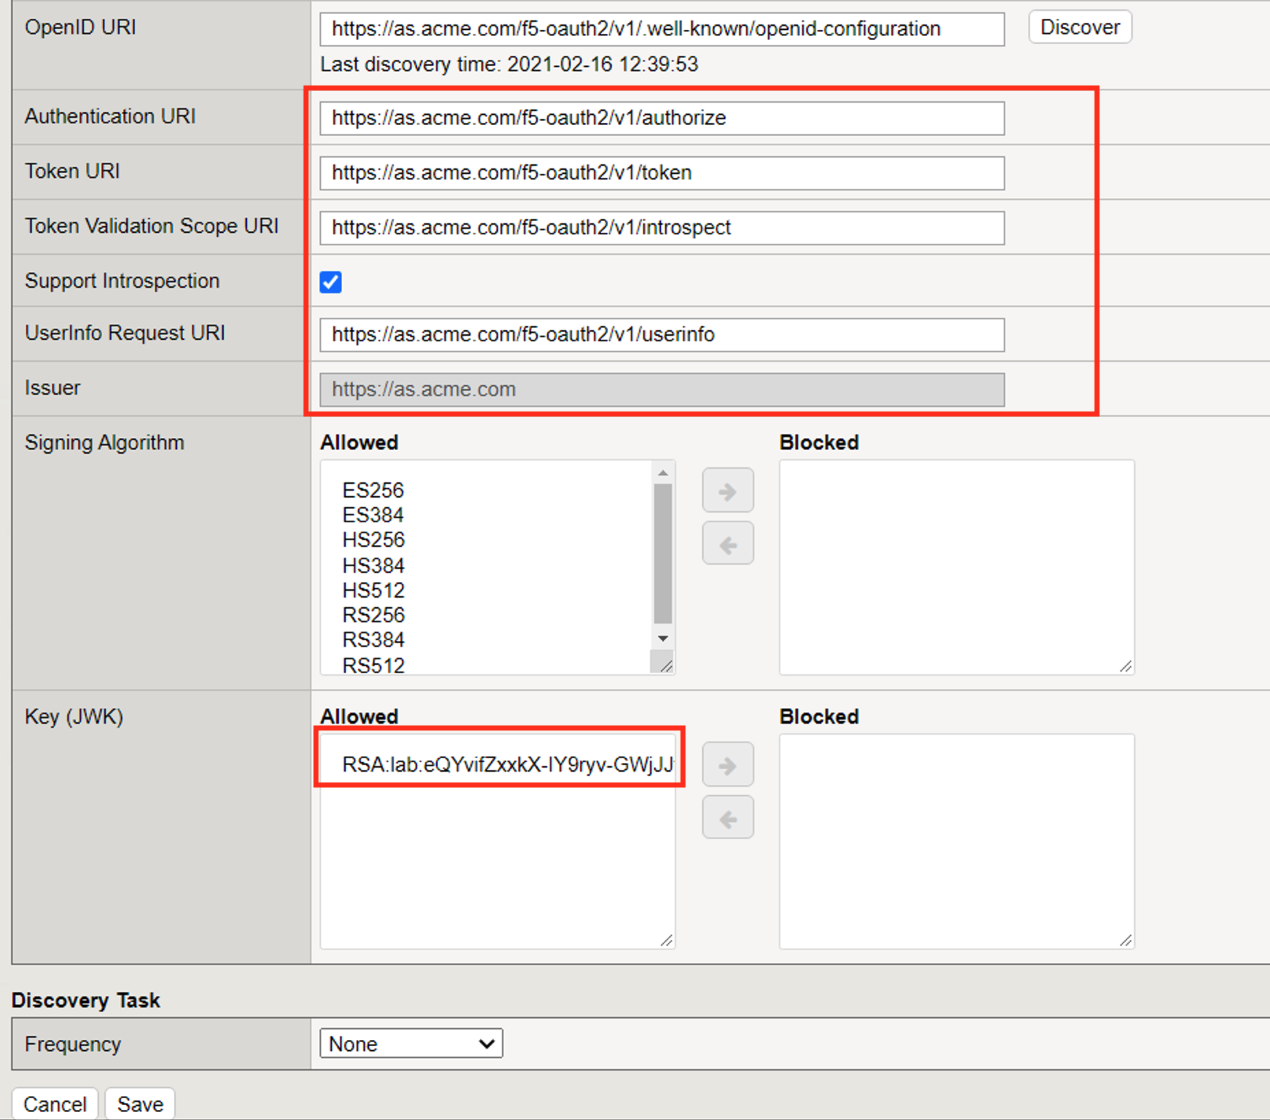 OpenID URI
https://as.acme.com/f5-oauth2/v1/.well-known/openid-configuration
Discover
Last discovery time: 2021-02-16 12:39:53
Authentication URI
https://as.acme.com/f5-oauth2/v1/authorize
Token URI
https://as.acme.com/f5-oauth2/v1/token
Token Validation Scope URI
https://as.acme.com/f5-oauth2/v1/introspect
Support Introspection
UserInfo Request URI
https://as.acme.com/f5-oauth2/v1/userinfo
Issuer
https://as.acme.com
Signing Algorithm
Allowed
Blocked
ES256
ES384
HS256
HS384
HS512
RS256
RS384
RS512
Key (JWK)
Allowed
Blocked
RSA:lab:eQYvifZxxkX-IY9ryv-GWjJJ
Discovery Task
Frequency
None
Cancel
Save